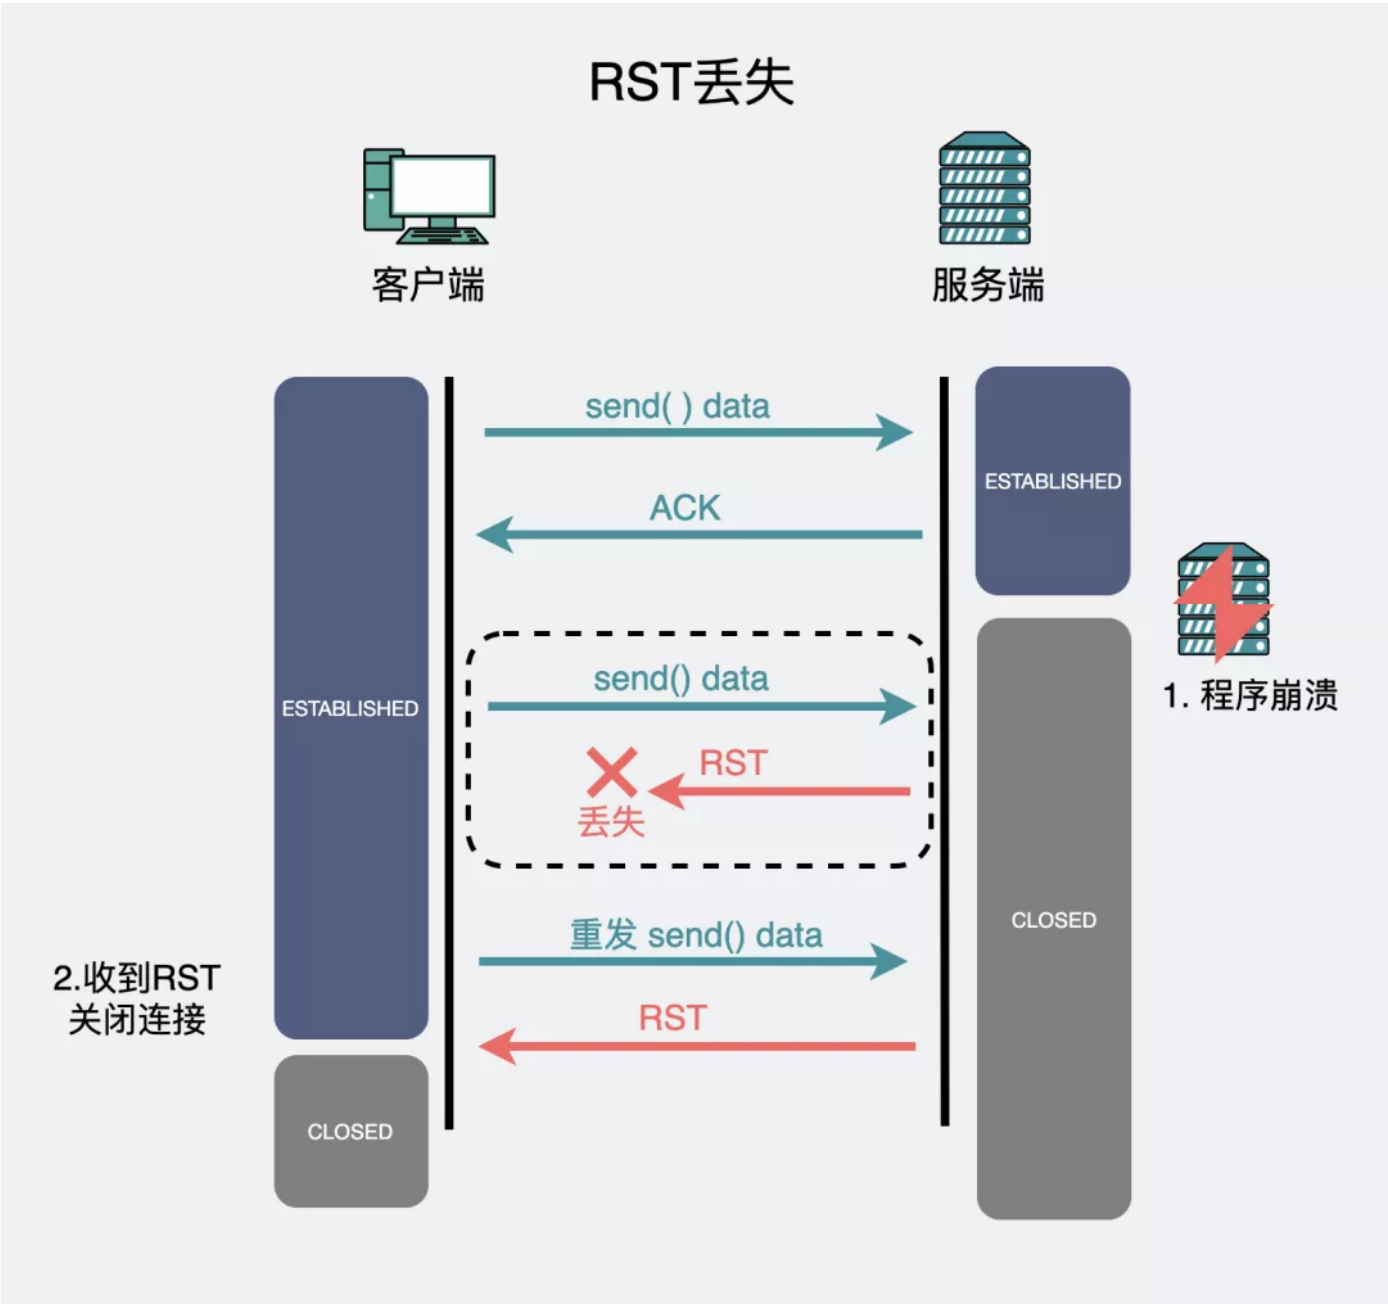 RST丢失
客户端
服务端
send( ) data
ESTABLISHED
ACK
send() data
ESTABLISHED
1. 程序崩溃
RST
丢失
CLOSED
重发 send() data
2.收到RST
关闭连接
RST
CLOSED